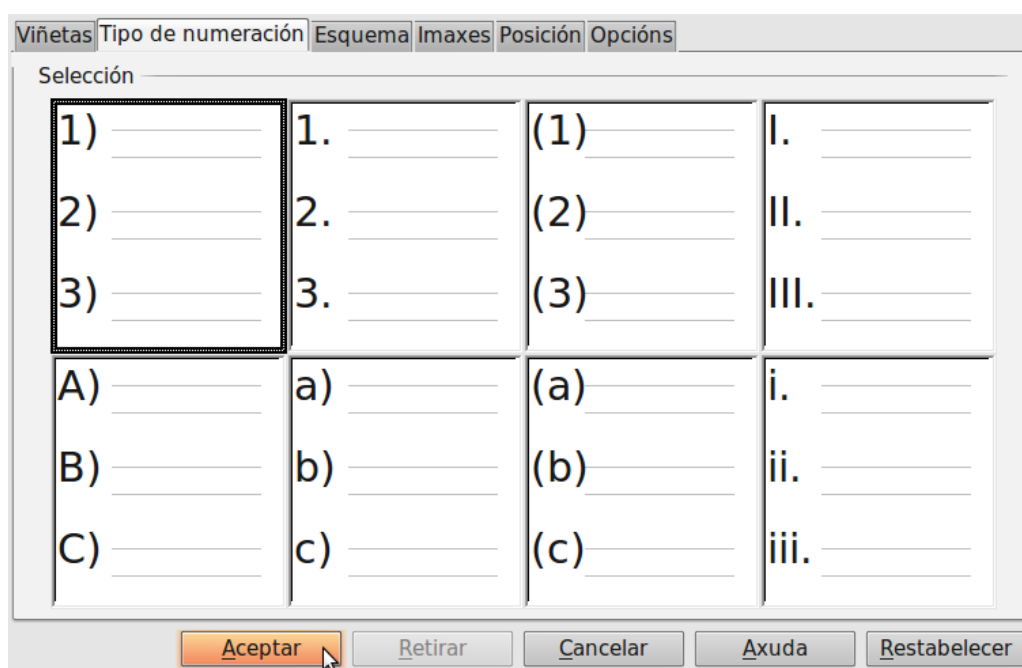 Viñetas Tipo de numeración Esquema Imaxes Posición Opcións
Selección
1) 1. (1) I.
2) 2. (2) II.
3) 3. (3) III.
A) a) (a) i.
B) b) (b) ii.
C) c) (c) iii.
Aceptar Retirar Cancelar Axuda Restabelecer